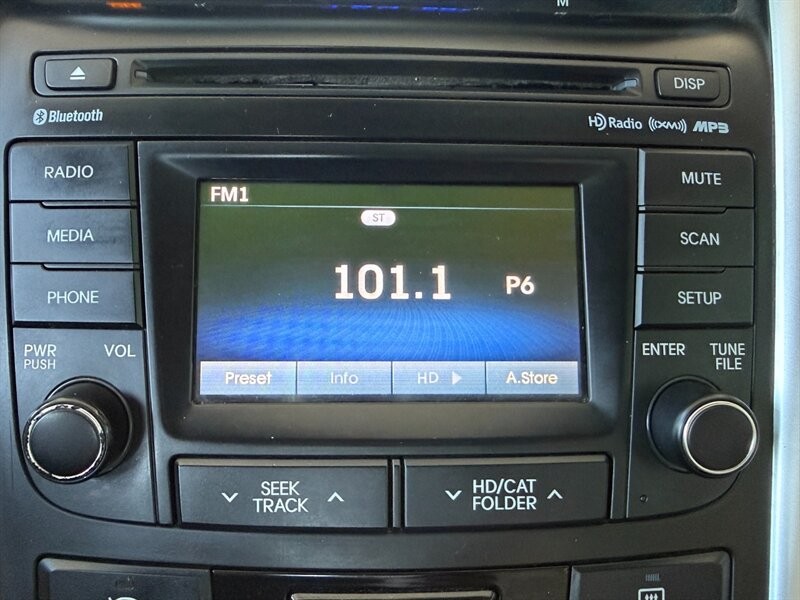 M
DISP
Bluetooth
HD Radio ((XM)) MP3
RADIO
MEDIA
PHONE
FM1
ST
101.1 P6
Preset Info HD A.Store
MUTE
SCAN
SETUP
PWR
PUSH
VOL
ENTER
TUNE
FILE
SEEK
TRACK
HD/CAT
FOLDER